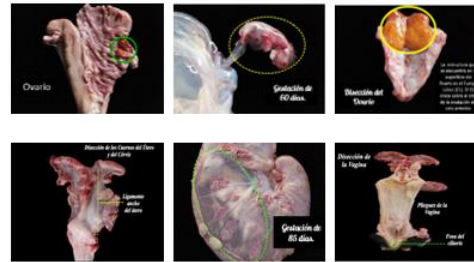 Ovario
Gestación de
60 días.
Disección del
Ovario
Disección de los Cuernos del Útero
y del Cérvix
Ligamento
ancho
del útero
Gestación de
85 días.
Disección de
la Vagina
Pliegues de la
Vagina
Fosa del
clítoris